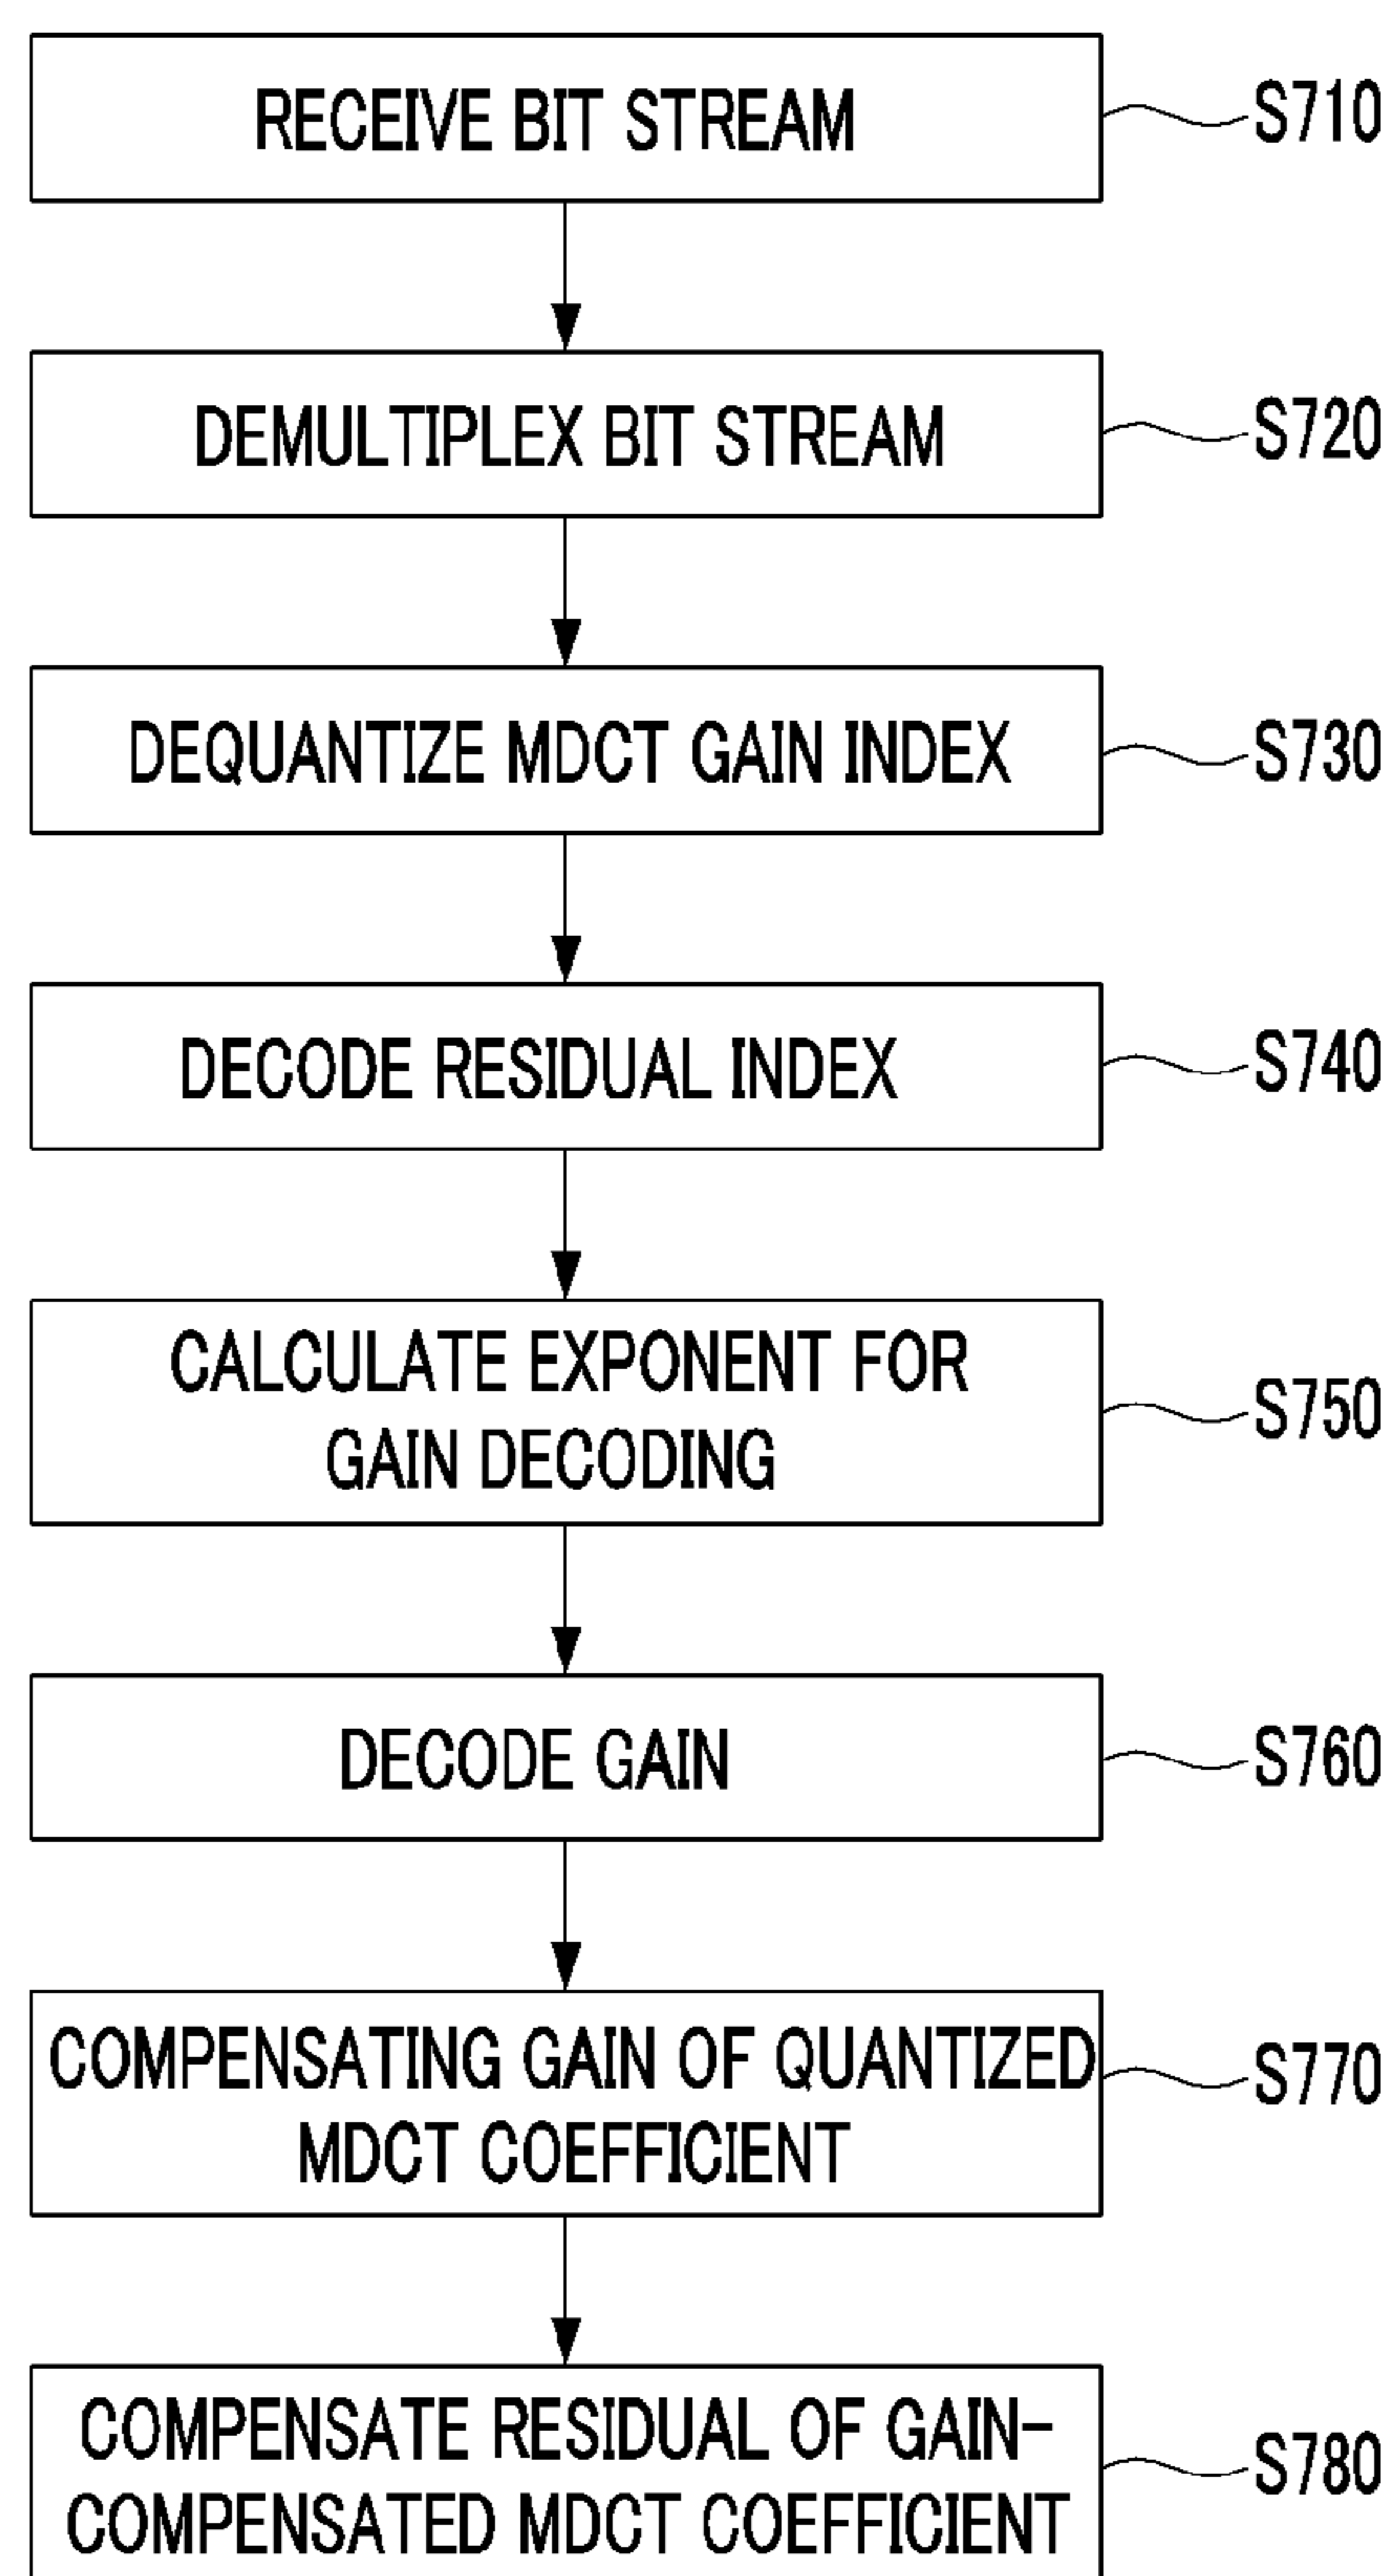 RECEIVE BIT STREAM
S710
DEMULTIPLEX BIT STREAM
S720
DEQUANTIZE MDCT GAIN INDEX
S730
DECODE RESIDUAL INDEX
S740
CALCULATE EXPONENT FOR
GAIN DECODING
S750
DECODE GAIN
S760
COMPENSATING GAIN OF QUANTIZED
MDCT COEFFICIENT
S770
COMPENSATE RESIDUAL OF GAIN-
COMPENSATED MDCT COEFFICIENT
S780